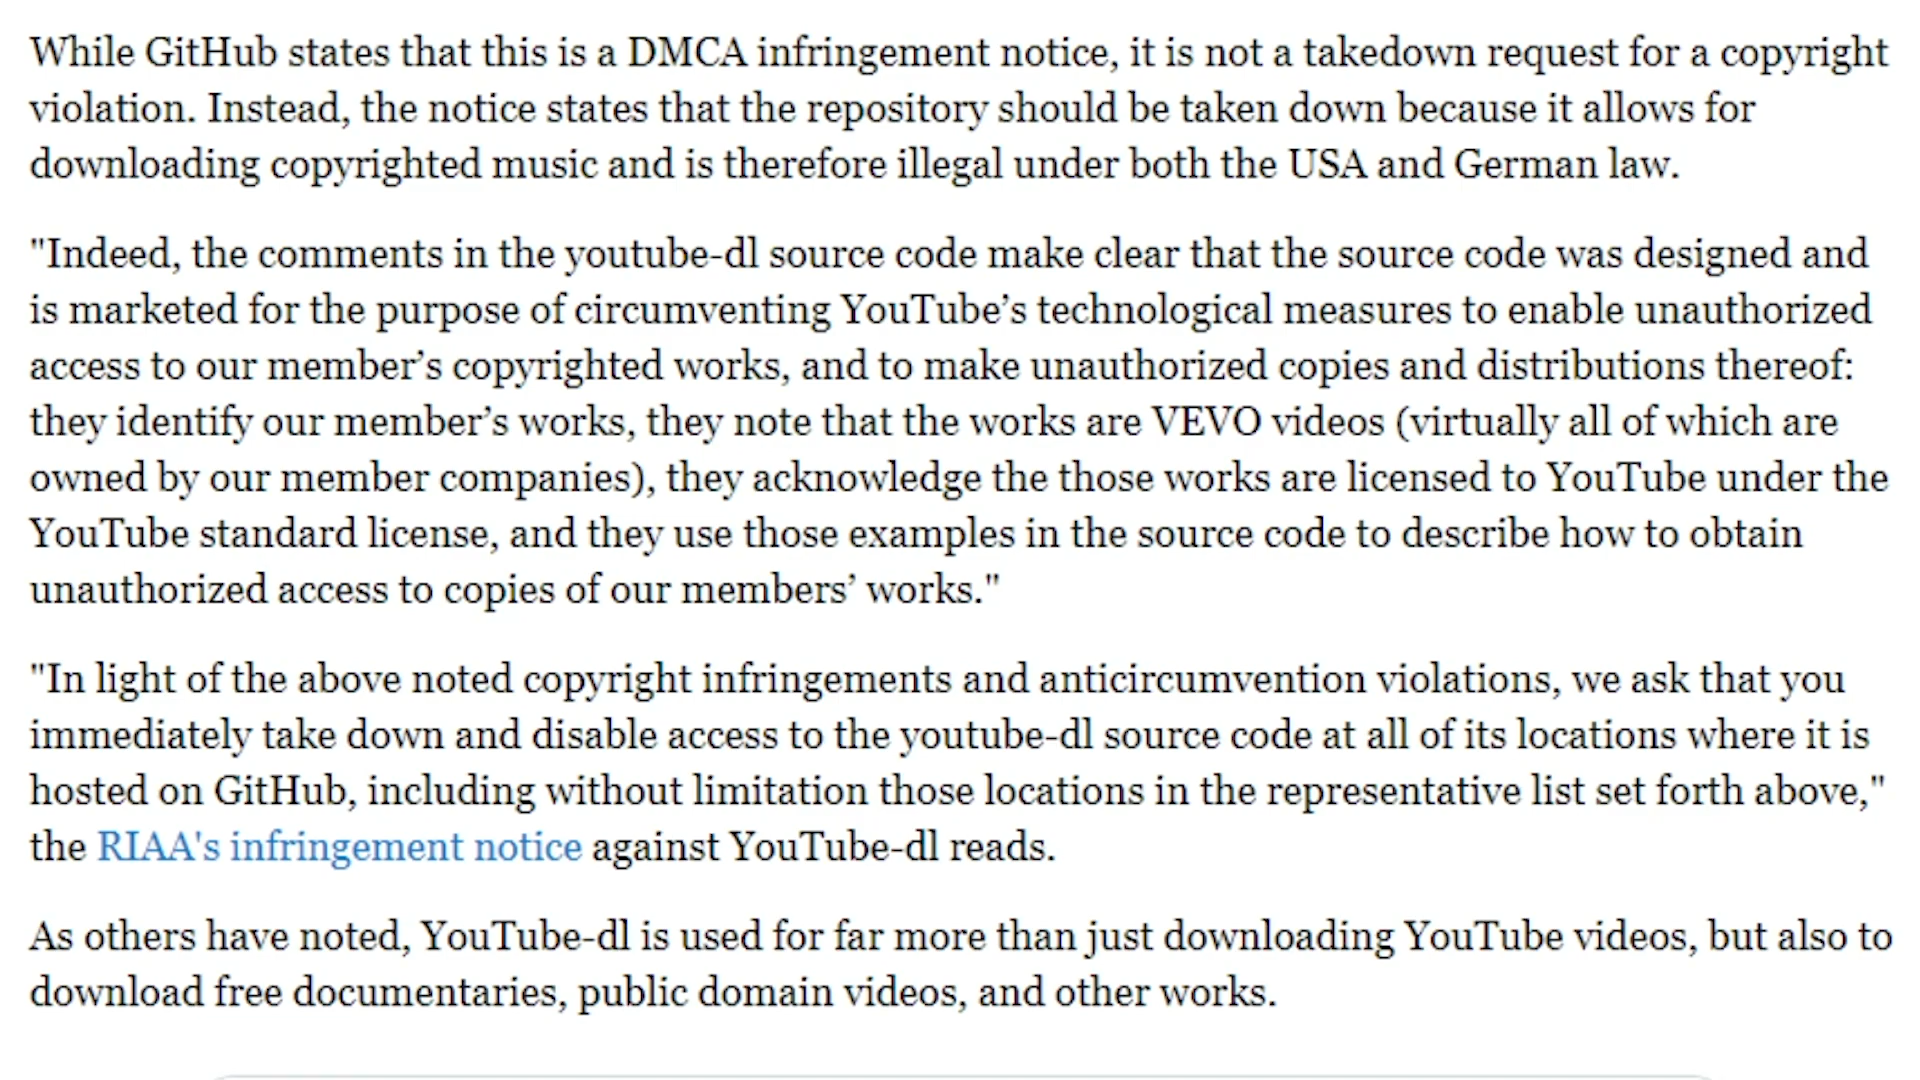 While GitHub states that this is a DMCA infringement notice, it is not a takedown request for a copyright
violation. Instead, the notice states that the repository should be taken down because it allows for
downloading copyrighted music and is therefore illegal under both the USA and German law.
"Indeed, the comments in the youtube-dl source code make clear that the source code was designed and
is marketed for the purpose of circumventing YouTube’s technological measures to enable unauthorized
access to our member’s copyrighted works, and to make unauthorized copies and distributions thereof:
they identify our member’s works, they note that the works are VEVO videos (virtually all of which are
owned by our member companies), they acknowledge the those works are licensed to YouTube under the
YouTube standard license, and they use those examples in the source code to describe how to obtain
unauthorized access to copies of our members’ works."
"In light of the above noted copyright infringements and anticircumvention violations, we ask that you
immediately take down and disable access to the youtube-dl source code at all of its locations where it is
hosted on GitHub, including without limitation those locations in the representative list set forth above,"
the RIAA's infringement notice against YouTube-dl reads.
As others have noted, YouTube-dl is used for far more than just downloading YouTube videos, but also to
download free documentaries, public domain videos, and other works.